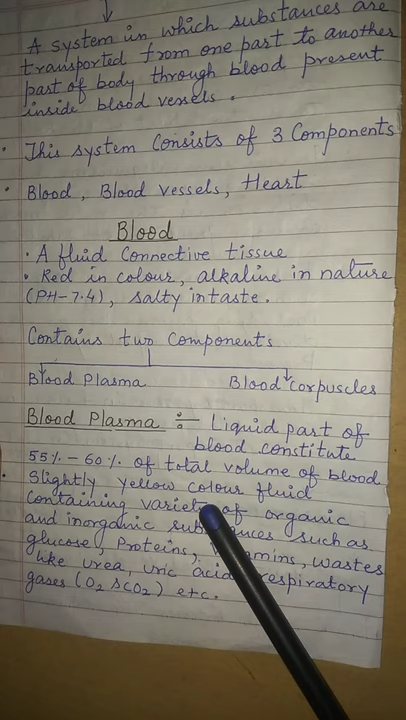 A system in which substances are
transported from one part to another
part of body through blood present
inside blood vessels.
• This system Consists of 3 Components
• Blood, Blood vessels, Heart
Blood
• A fluid Connective tissue
• Red in colour, alkaline in nature
(PH-7.4), salty in taste.
Contains two Components
Blood Plasma Blood corpuscles
Blood Plasma :- Liquid part of
blood constitute
55% - 60% of total volume of blood
• Slightly yellow colour fluid
containing variety of organic
and inorganic such as
glucose, Proteins, wastes
like urea, uric acid respiratory
gases (O2 & CO2) etc.